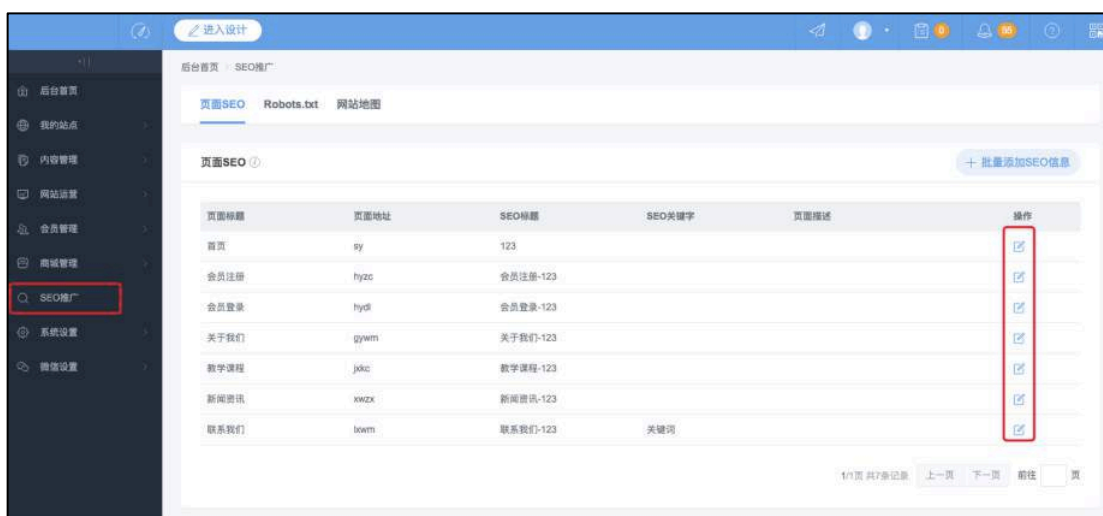 进入设计
0
后台首页 SEO推广
后台首页
我的站点
内容管理
网站运营
会员管理
商城管理
SEO推广
系统设置
微信设置
页面SEO Robots.txt 网站地图
页面SEO
+ 批量添加SEO信息
页面标题 页面地址 SEO标题 SEO关键字 页面描述 操作
首页 sy 123
会员注册 hyzc 会员注册-123
会员登录 hydl 会员登录-123
关于我们 gywm 关于我们-123
教学课程 jxkc 教学课程-123
新闻资讯 xwzx 新闻资讯-123
联系我们 lxwm 联系我们-123 关键词
1/1页 共7条记录 上一页 下一页 前往 页